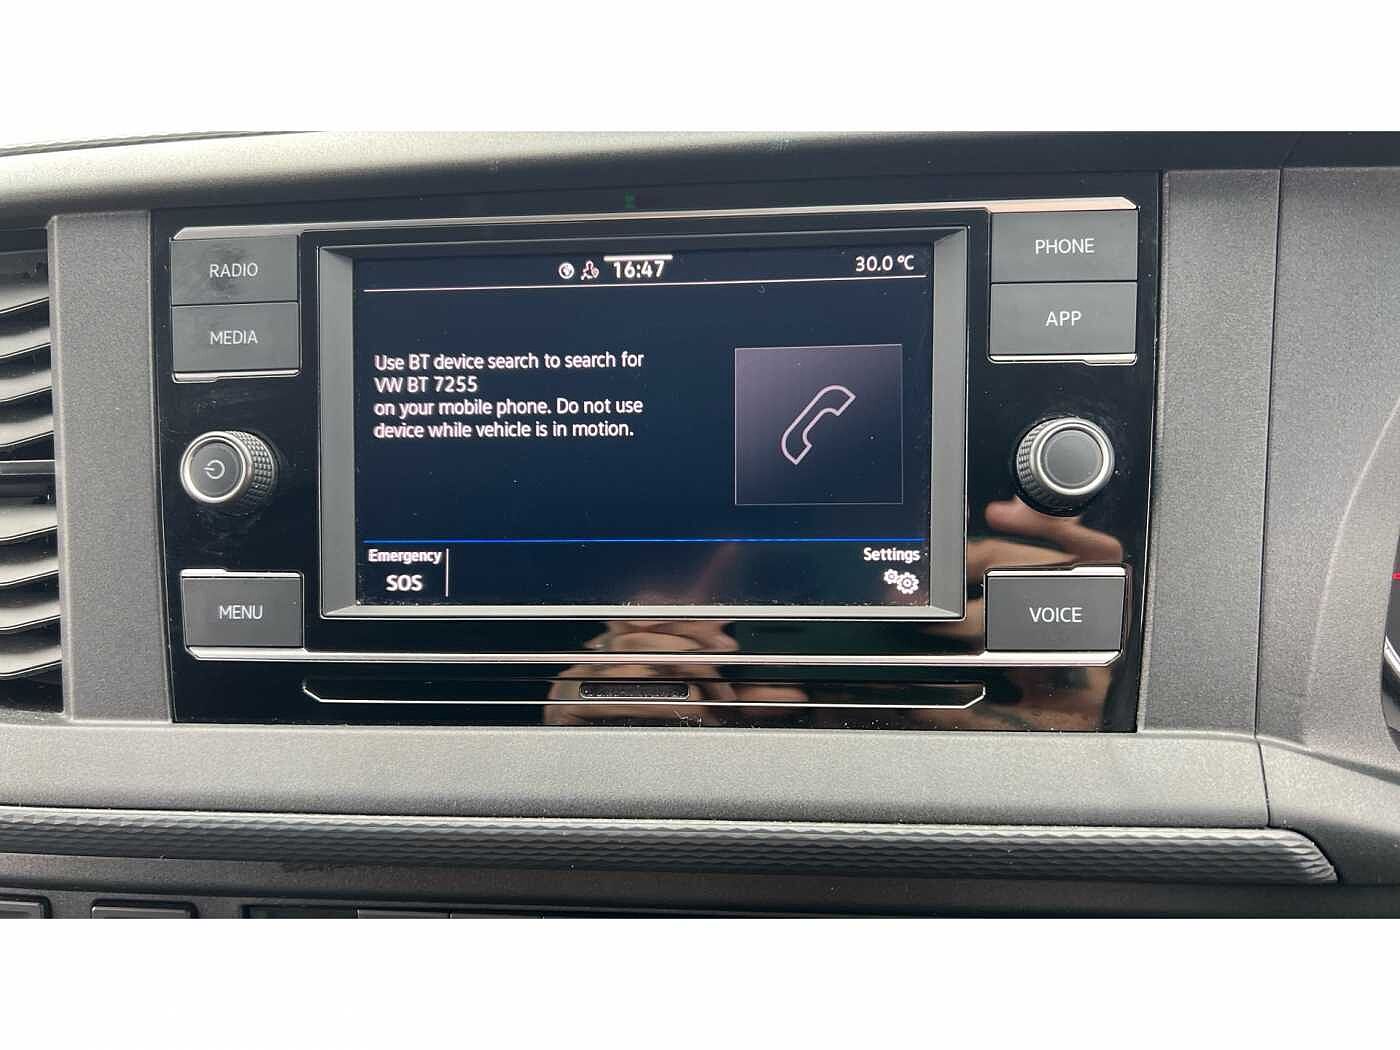 RADIO
MEDIA
MENU
16:47
30.0 °C
Use BT device search to search for
VW BT 7255
on your mobile phone. Do not use
device while vehicle is in motion.
Emergency
SOS
Settings
PHONE
APP
VOICE